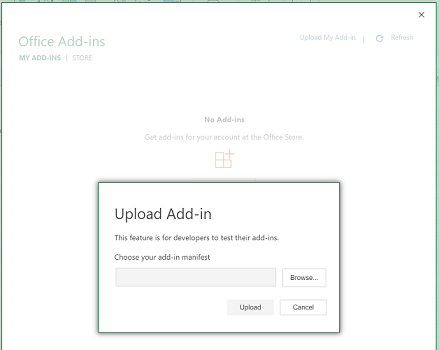 Office Add-ins
Upload My Add-in | Refresh
MY ADD-INS | STORE
No Add-ins
Get add-ins for your account at the Office Store.
Upload Add-in
This feature is for developers to test their add-ins.
Choose your add-in manifest
Browse...
Upload Cancel